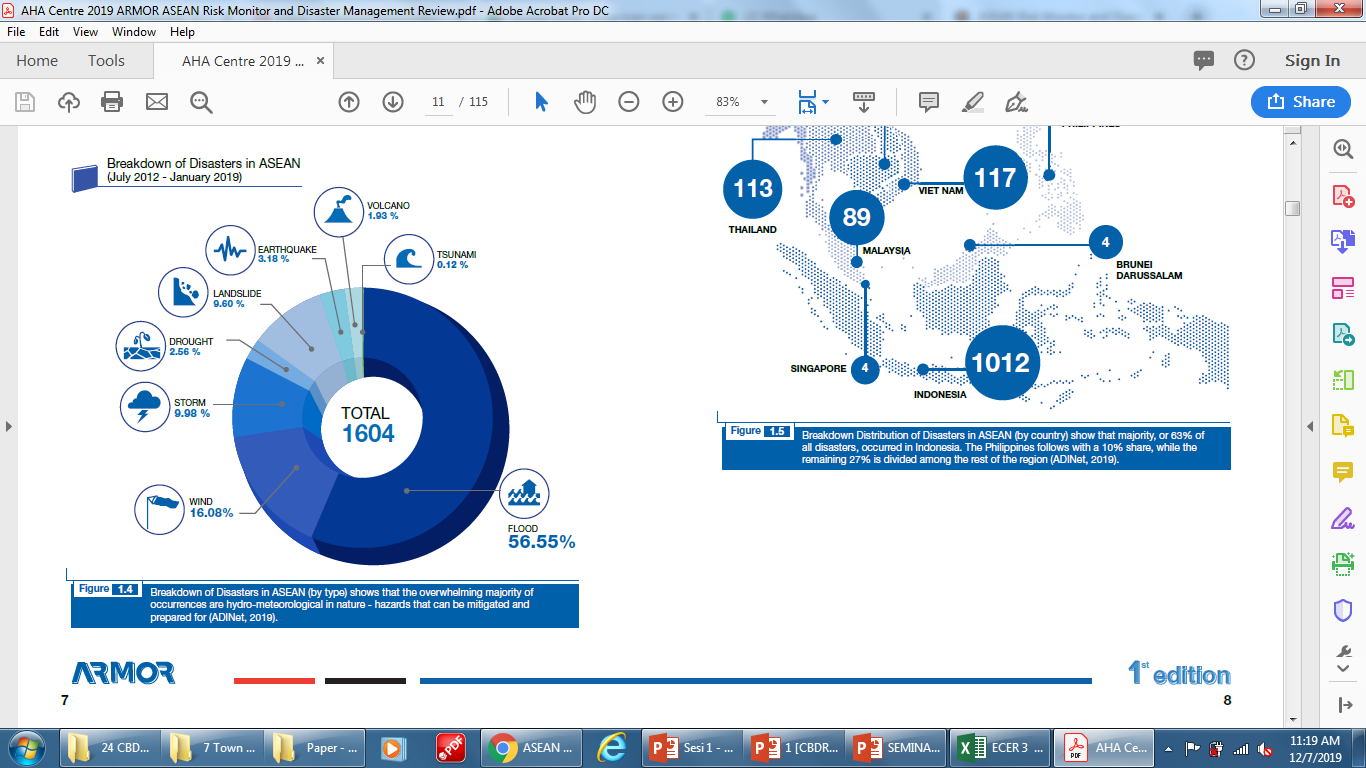 AHA Centre 2019 ARMOR ASEAN Risk Monitor and Disaster Management Review.pdf - Adobe Acrobat Pro DC
File Edit View Window Help
Home Tools AHA Centre 2019 ... × Sign In
11 / 115 83% Share
Breakdown of Disasters in ASEAN
(July 2012 - January 2019)
VOLCANO
1.93 %
EARTHQUAKE
3.18 %
TSUNAMI
0.12 %
LANDSLIDE
9.60 %
DROUGHT
2.56 %
STORM
9.98 %
TOTAL
1604
WIND
16.08%
FLOOD
56.55%
Figure 1.4
Breakdown of Disasters in ASEAN (by type) shows that the overwhelming majority of
occurrences are hydro-meteorological in nature - hazards that can be mitigated and
prepared for (ADINet, 2019).
PHILIPPINES
113
THAILAND
VIET NAM
117
89
MALAYSIA
4
BRUNEI
DARUSSALAM
SINGAPORE
4
1012
INDONESIA
Figure 1.5
Breakdown Distribution of Disasters in ASEAN (by country) show that majority, or 63% of
all disasters, occurred in Indonesia. The Philippines follows with a 10% share, while the
remaining 27% is divided among the rest of the region (ADINet, 2019).
ARMOR
1st edition
7
8
24 CBD... 7 Town ... Paper - ... PDF ASEAN ... Sesi 1 - ... 1 [CBDR... SEMINA... ECER 3 ... AHA Ce...
11:19 AM
12/7/2019